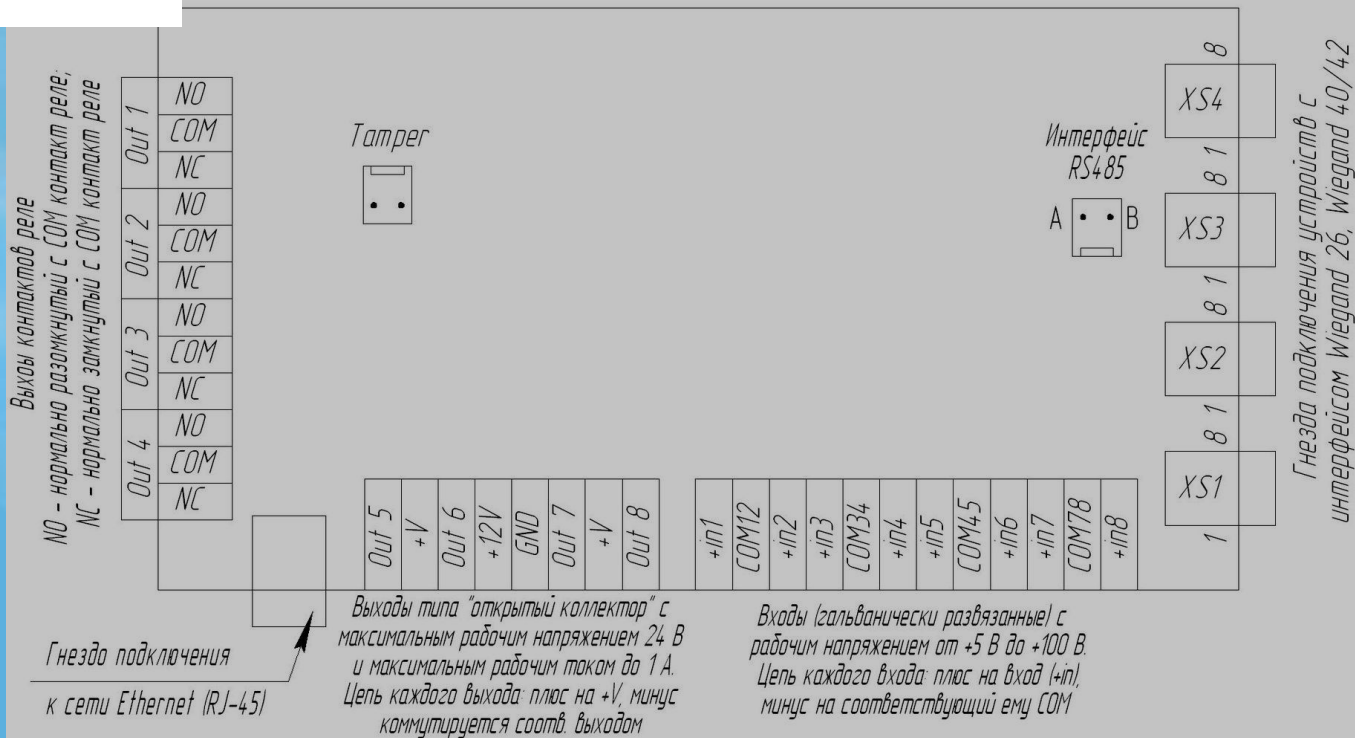 Выхоы контактов реле
NO - нормально разомкнутый с COM контакт реле;
NC - нормально замкнутый с COM контакт реле
Out 1
NO
COM
NC
Out 2
NO
COM
NC
Out 3
NO
COM
NC
Out 4
NO
COM
NC
Tamper
Интерфейс
RS485
A B
8
XS4
8 1
XS3
8 1
XS2
8 1
XS1
1
Гнезда подключения устройств с
интерфейсом Wiegand 26, Wiegand 40/42
Out 5 +V Out 6 +12V GND Out 7 +V Out 8
+in1 COM12 +in2 +in3 COM34 +in4 +in5 COM45 +in6 +in7 COM78 +in8
Гнездо подключения
к сети Ethernet (RJ-45)
Выходы типа "открытый коллектор" с
максимальным рабочим напряжением 24 В
и максимальным рабочим током до 1 А.
Цепь каждого выхода: плюс на +V, минус
коммутируется соотв. выходом
Входы (гальванически развязанные) с
рабочим напряжением от +5 В до +100 В.
Цепь каждого входа: плюс на вход (+in),
минус на соответствующий ему COM